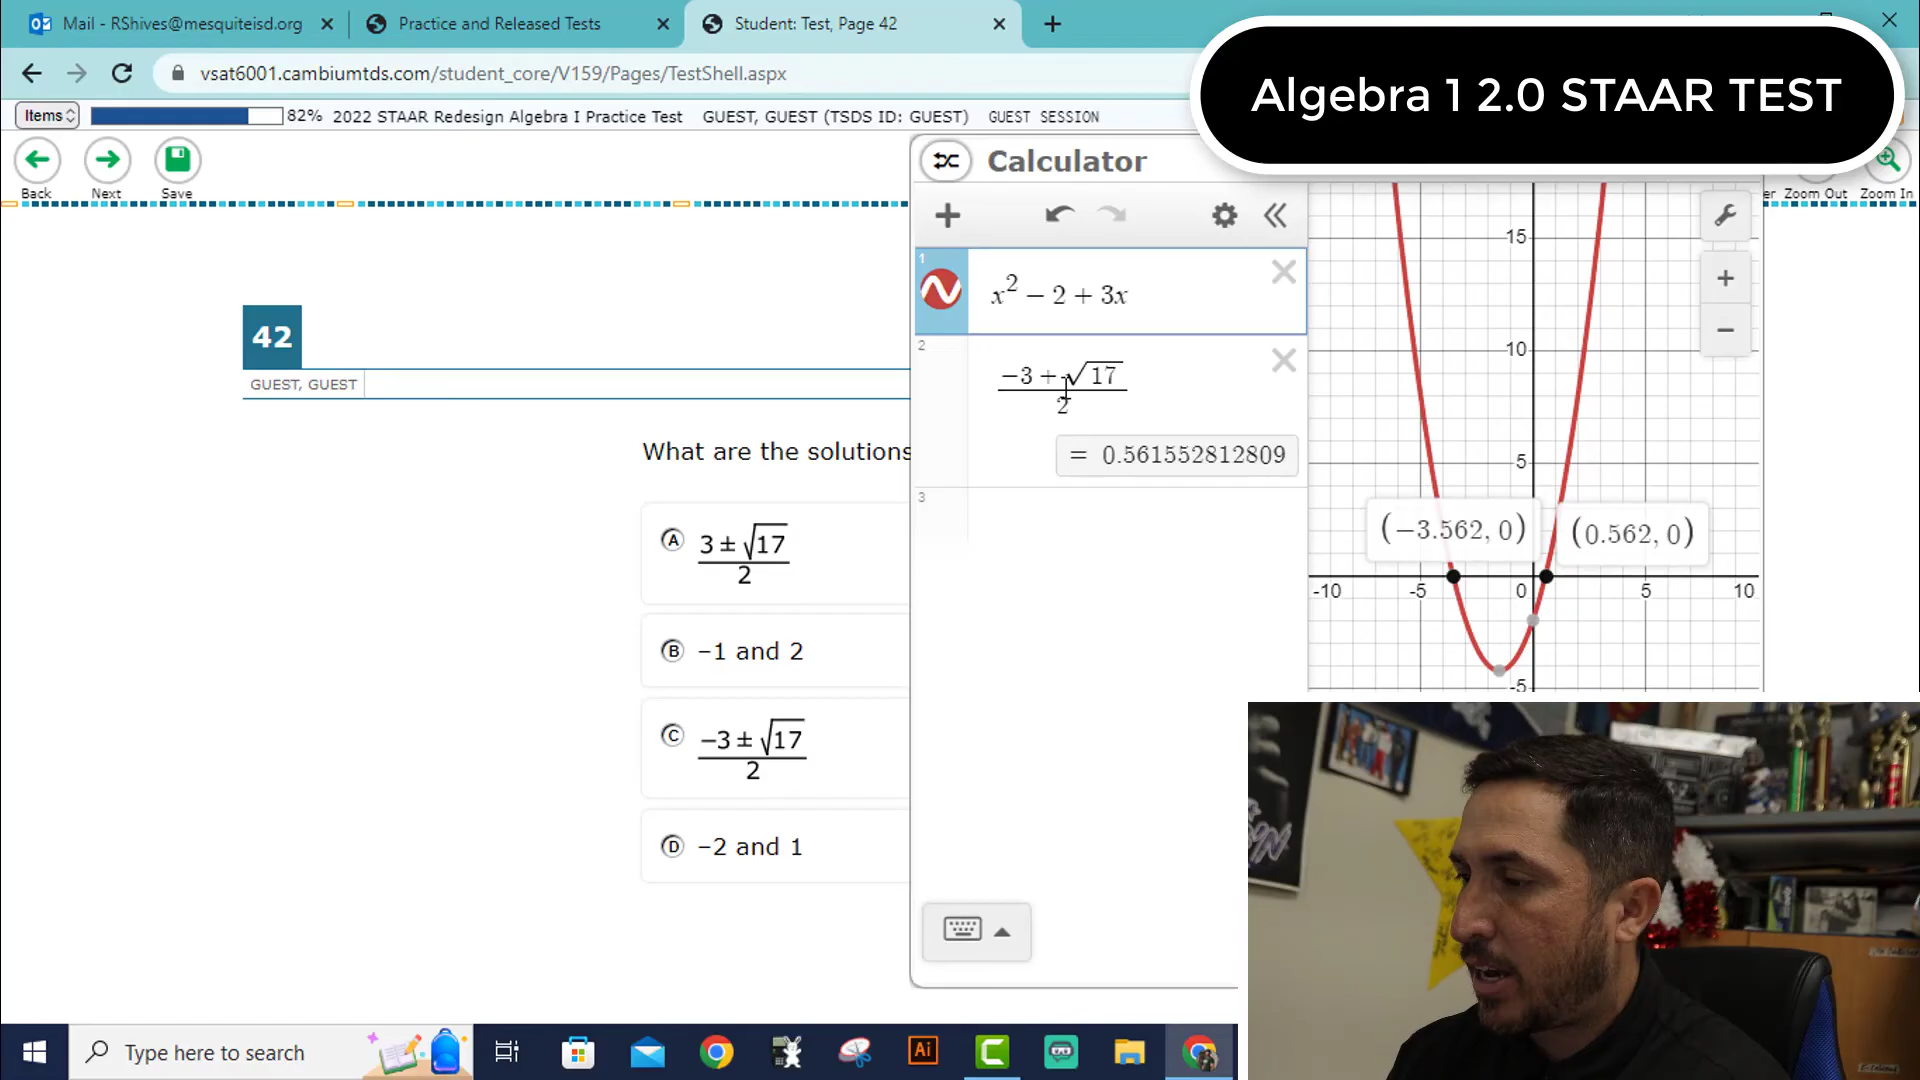 Mail - RShives@mesquiteisd.org
Practice and Released Tests
Student: Test, Page 42
vsat6001.cambiumtds.com/student_core/V159/Pages/TestShell.aspx
Algebra 1 2.0 STAAR TEST
Items
82%
2022 STAAR Redesign Algebra I Practice Test
GUEST, GUEST (TSDS ID: GUEST)
GUEST SESSION
Back
Next
Save
er
Zoom Out
Zoom In
Calculator
42
GUEST, GUEST
What are the solutions
A 3 ± √17 / 2
B −1 and 2
C −3 ± √17 / 2
D −2 and 1
1
x² − 2 + 3x
2
−3 + √17 / 2
= 0.561552812809
3
15
10
5
(−3.562, 0)
(0.562, 0)
-10
-5
0
5
10
-5
Type here to search
Ai